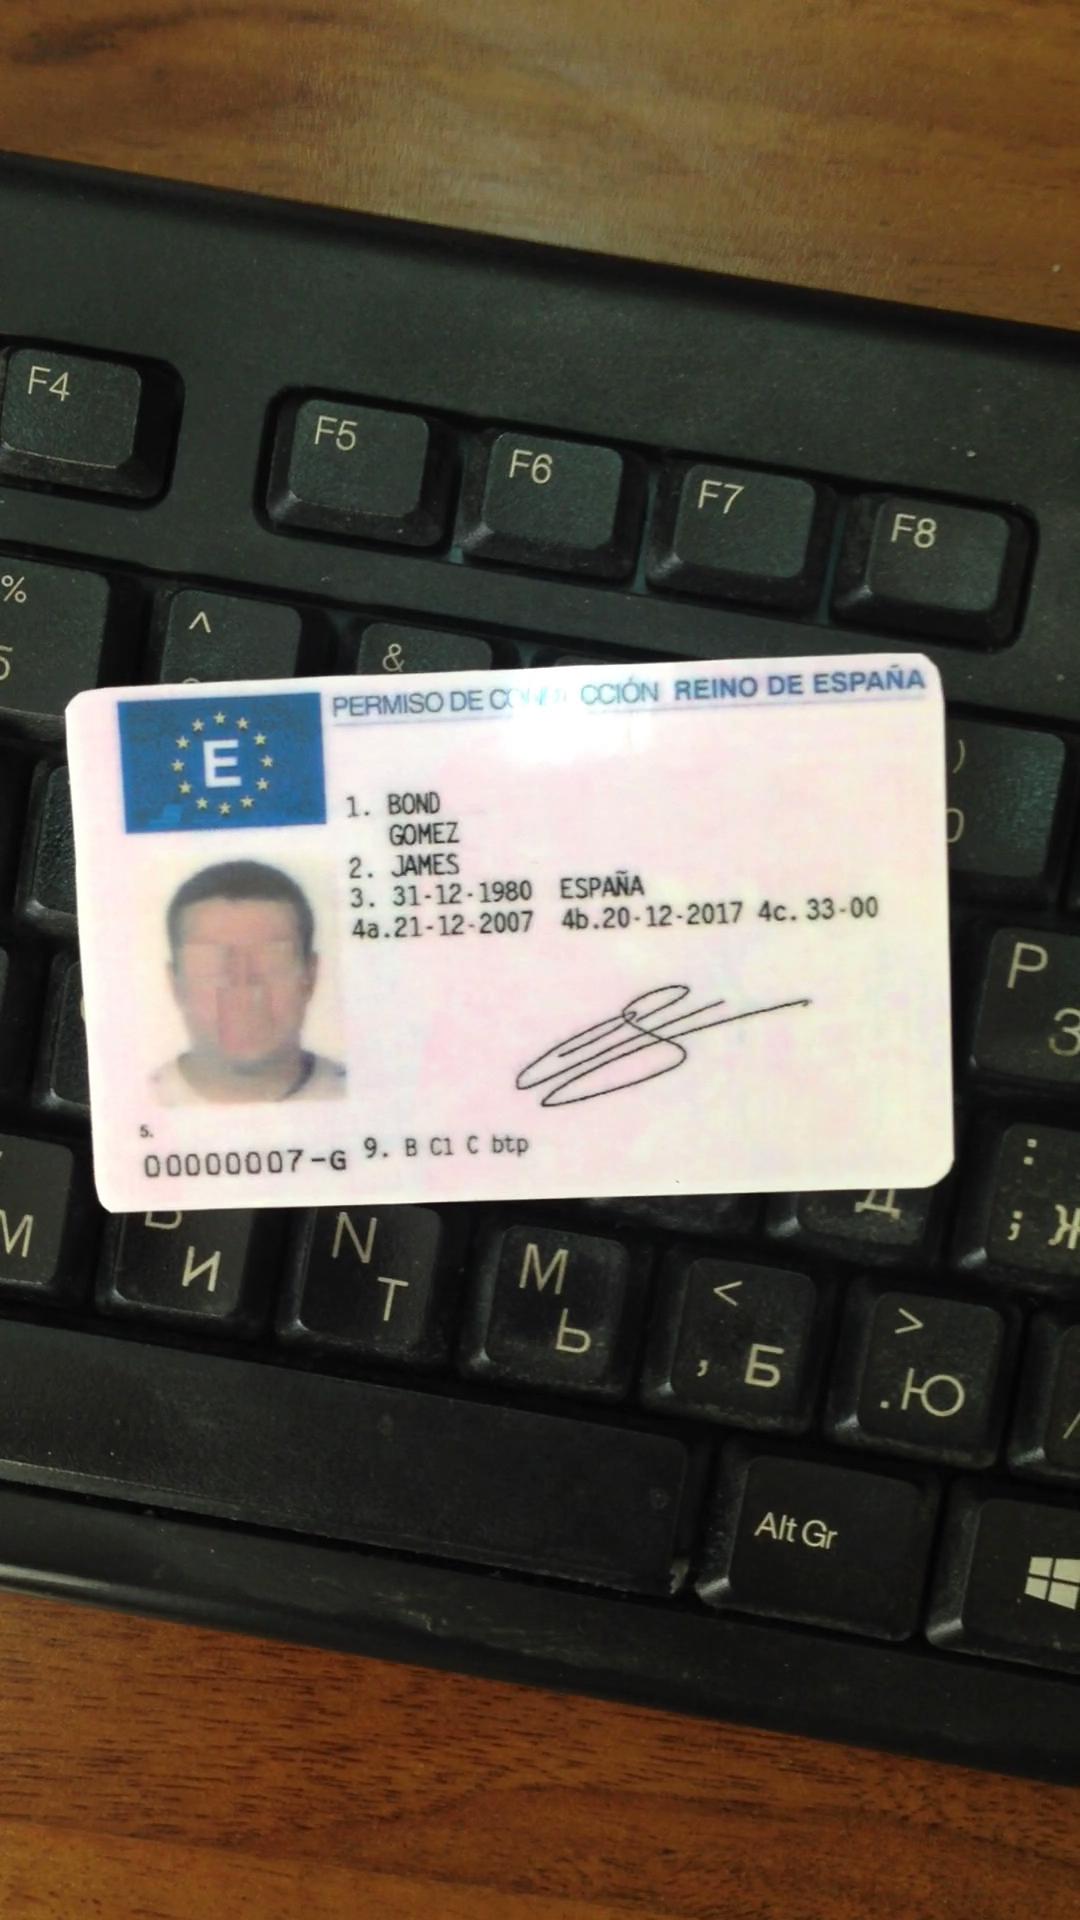 F4
F5
F6
F7
F8
%
5
^
&
PERMISO DE CCIÓN REINO DE ESPAÑA
E
)
0
1. BOND
GOMEZ
2. JAMES
3. 31-12-1980 ESPAÑA
4a.21-12-2007 4b.20-12-2017 4c. 33-00
P
З
5.
00000007-G 9. B C1 C btp
М
И
N
Т
M
Ь
<
, Б
>
. Ю
Д
:
; Ж
Alt Gr